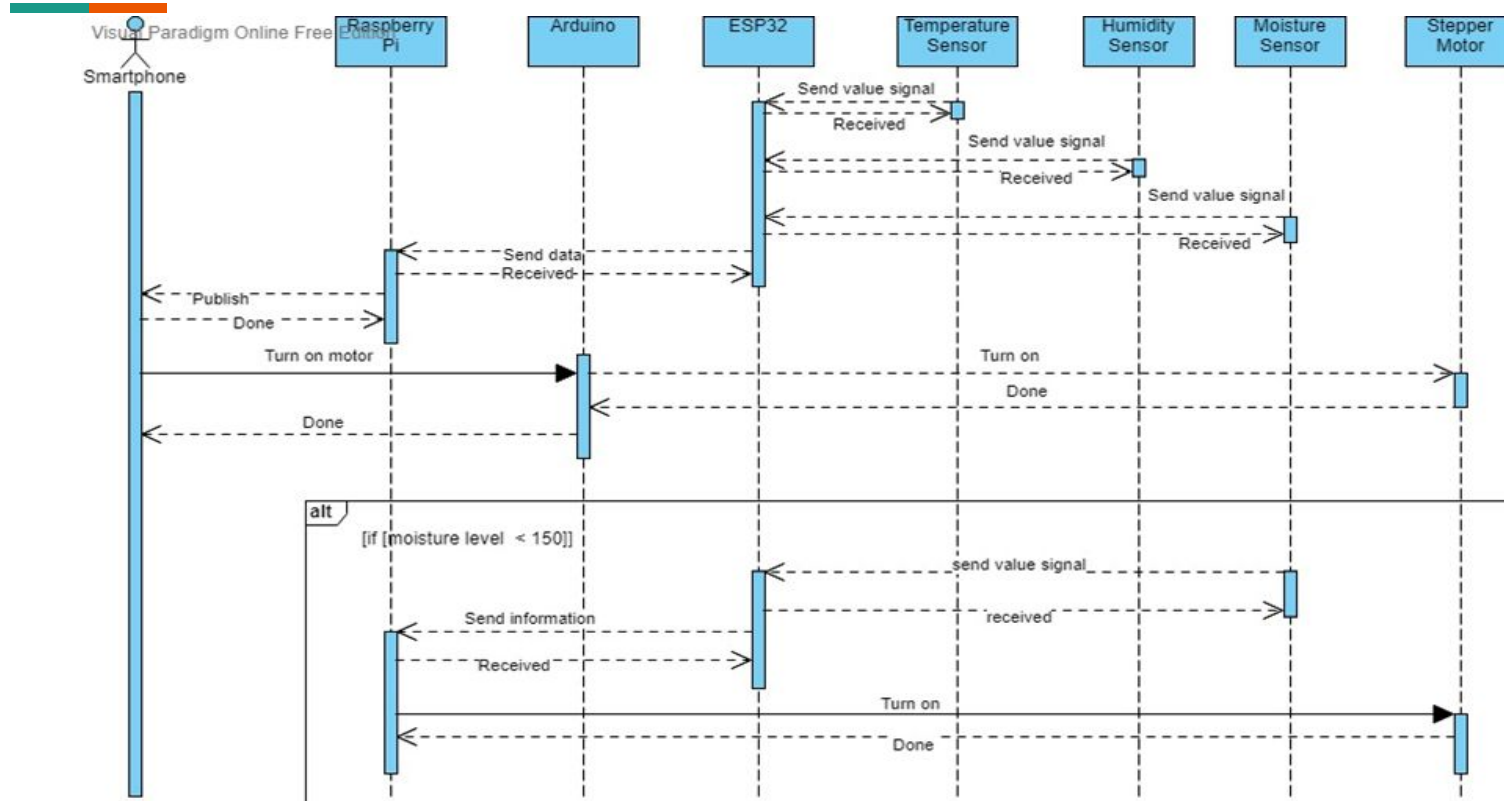 Visual Paradigm Online Free Edition
Smartphone
Raspberry
Pi
Arduino
ESP32
Temperature
Sensor
Humidity
Sensor
Moisture
Sensor
Stepper
Motor
Send value signal
Received
Send value signal
Received
Send value signal
Received
Send data
Received
Publish
Done
Turn on motor
Turn on
Done
Done
alt
[if [moisture level < 150]]
send value signal
received
Send information
Received
Turn on
Done